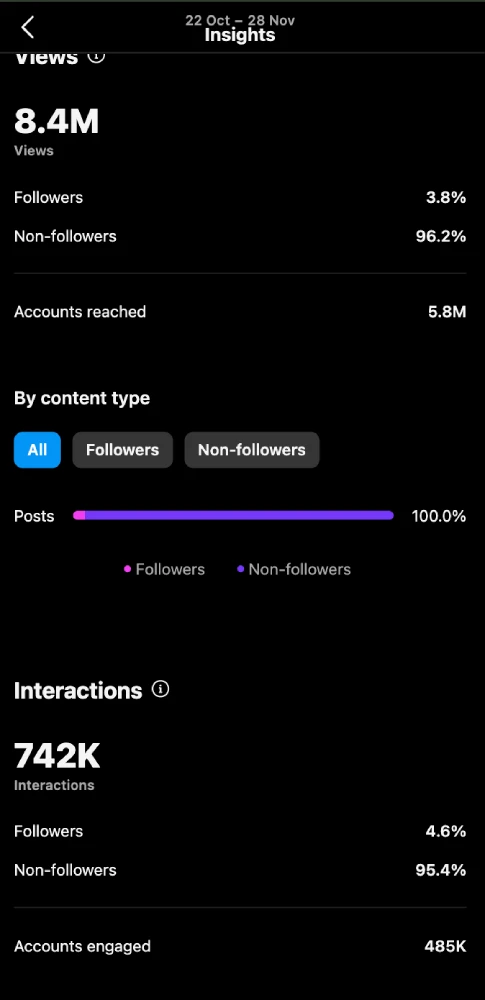 22 Oct – 28 Nov
Insights
Views
8.4M
Views
Followers 3.8%
Non-followers 96.2%
Accounts reached 5.8M
By content type
All Followers Non-followers
Posts 100.0%
Followers Non-followers
Interactions
742K
Interactions
Followers 4.6%
Non-followers 95.4%
Accounts engaged 485K